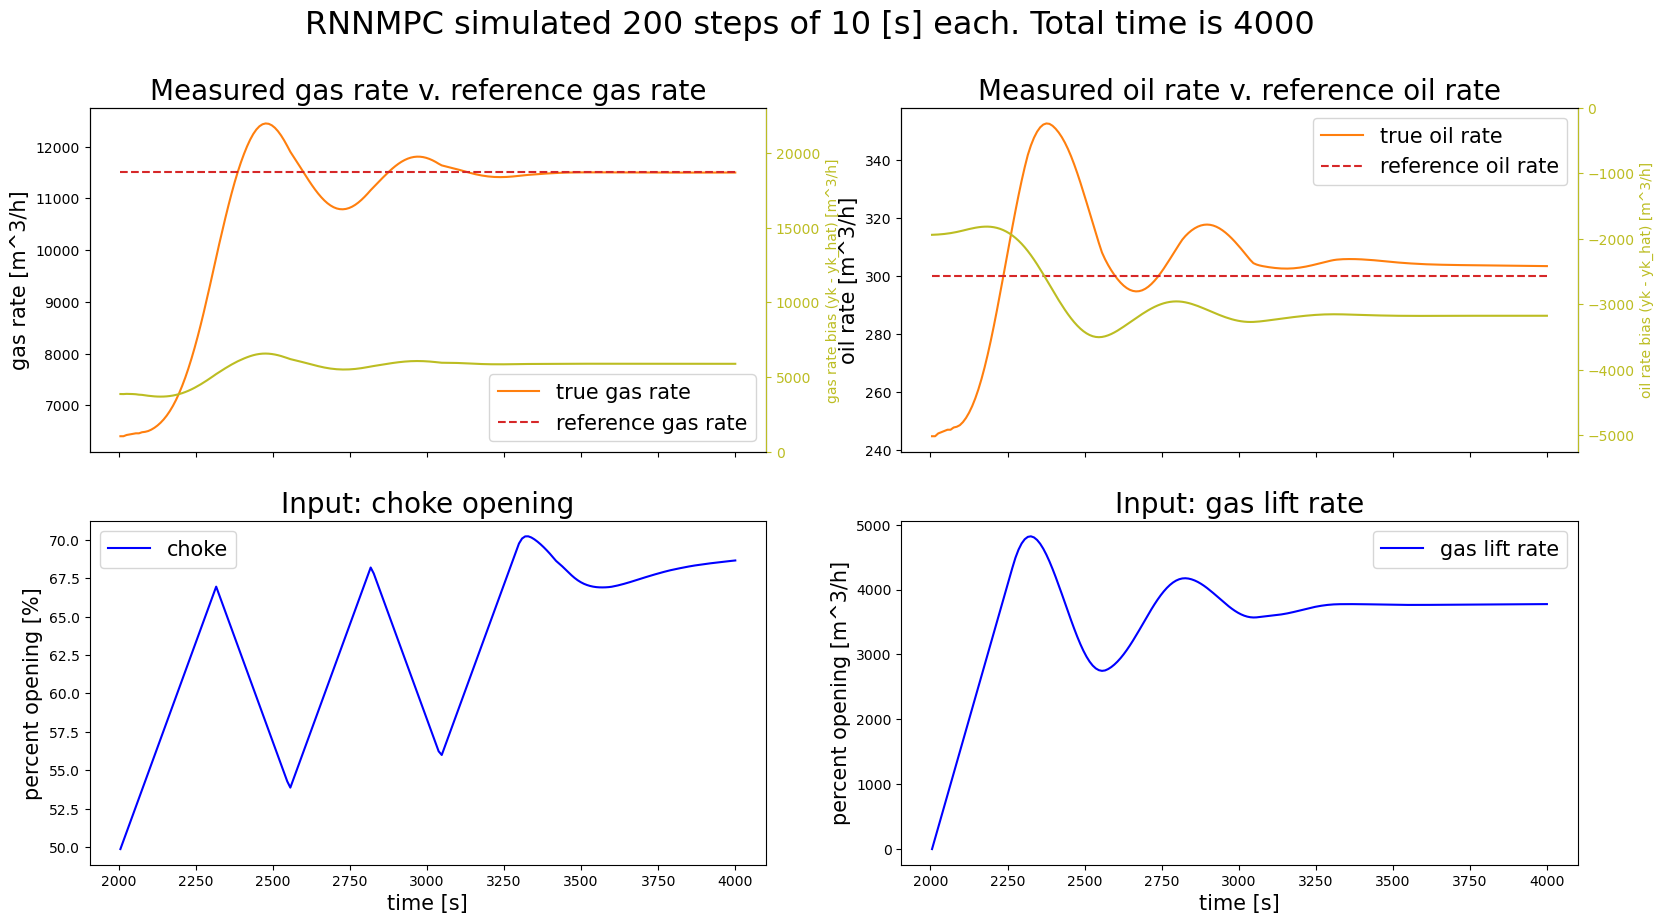 RNNMPC simulated 200 steps of 10 [s] each. Total time is 4000
Measured gas rate v. reference gas rate
gas rate [m^3/h]
12000
11000
10000
9000
8000
7000
20000
15000
10000
5000
0
gas rate bias (yk - yk_hat) [m^3/h]
true gas rate
reference gas rate
Measured oil rate v. reference oil rate
oil rate [m^3/h]
340
320
300
280
260
240
0
−1000
−2000
−3000
−4000
−5000
oil rate bias (yk - yk_hat) [m^3/h]
true oil rate
reference oil rate
Input: choke opening
percent opening [%]
70.0
67.5
65.0
62.5
60.0
57.5
55.0
52.5
50.0
choke
2000 2250 2500 2750 3000 3250 3500 3750 4000
time [s]
Input: gas lift rate
percent opening [m^3/h]
5000
4000
3000
2000
1000
0
gas lift rate
2000 2250 2500 2750 3000 3250 3500 3750 4000
time [s]